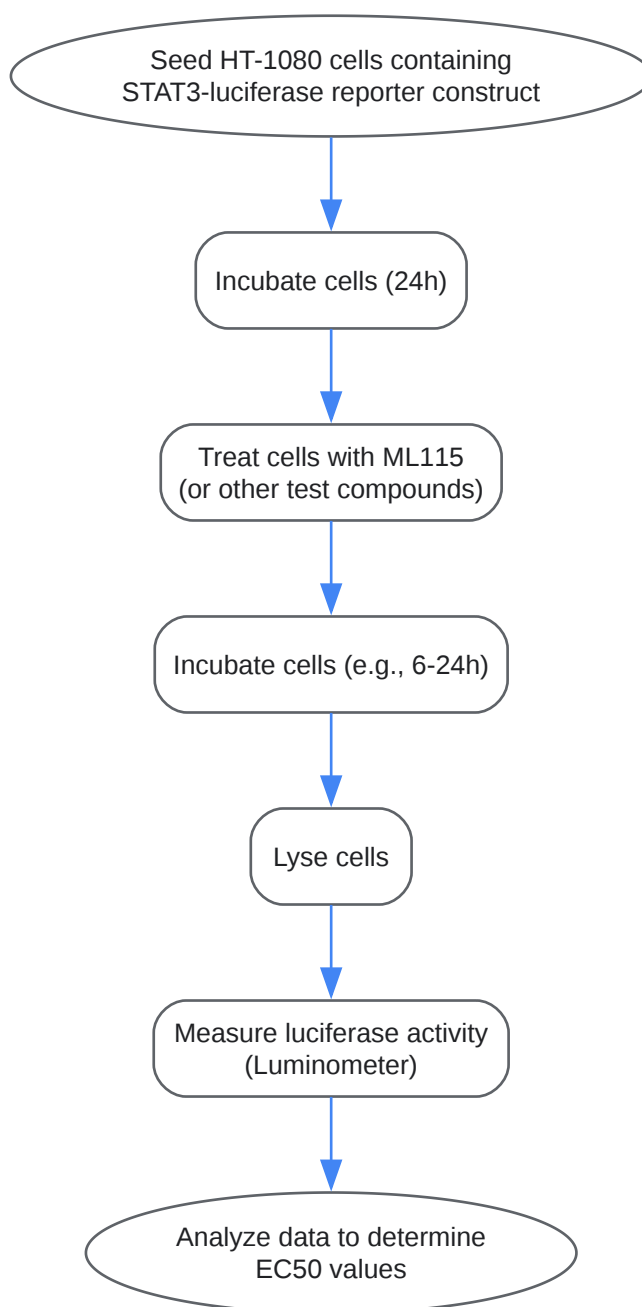 Seed HT-1080 cells containing
STAT3-luciferase reporter construct
Incubate cells (24h)
Treat cells with ML115
(or other test compounds)
Incubate cells (e.g., 6-24h)
Lyse cells
Measure luciferase activity
(Luminometer)
Analyze data to determine
EC50 values